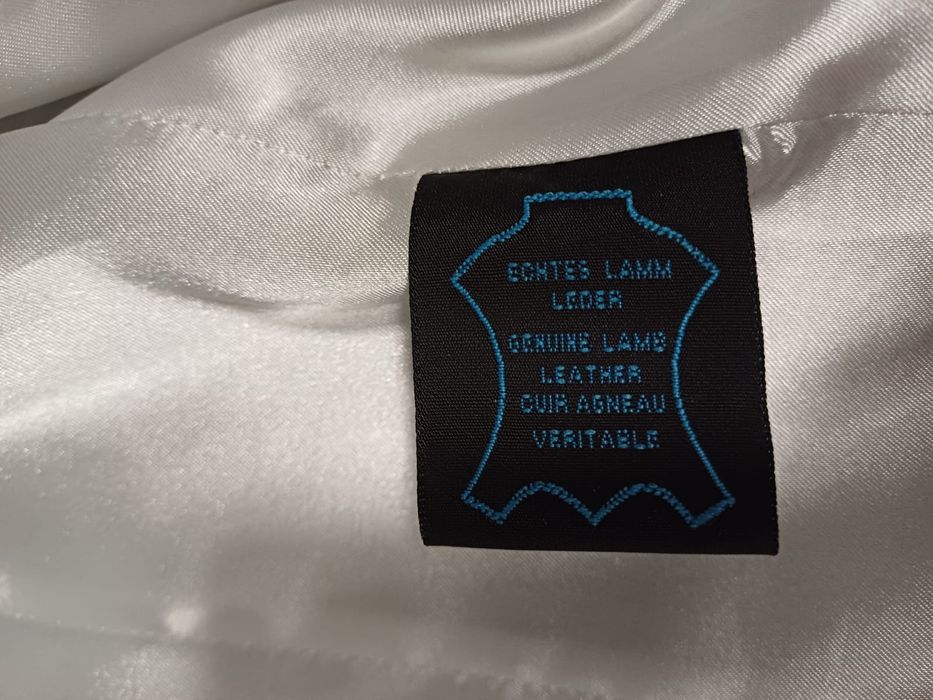 ECHTES LAMM
LEDER
GENUINE LAMB
LEATHER
CUIR AGNEAU
VERITABLE